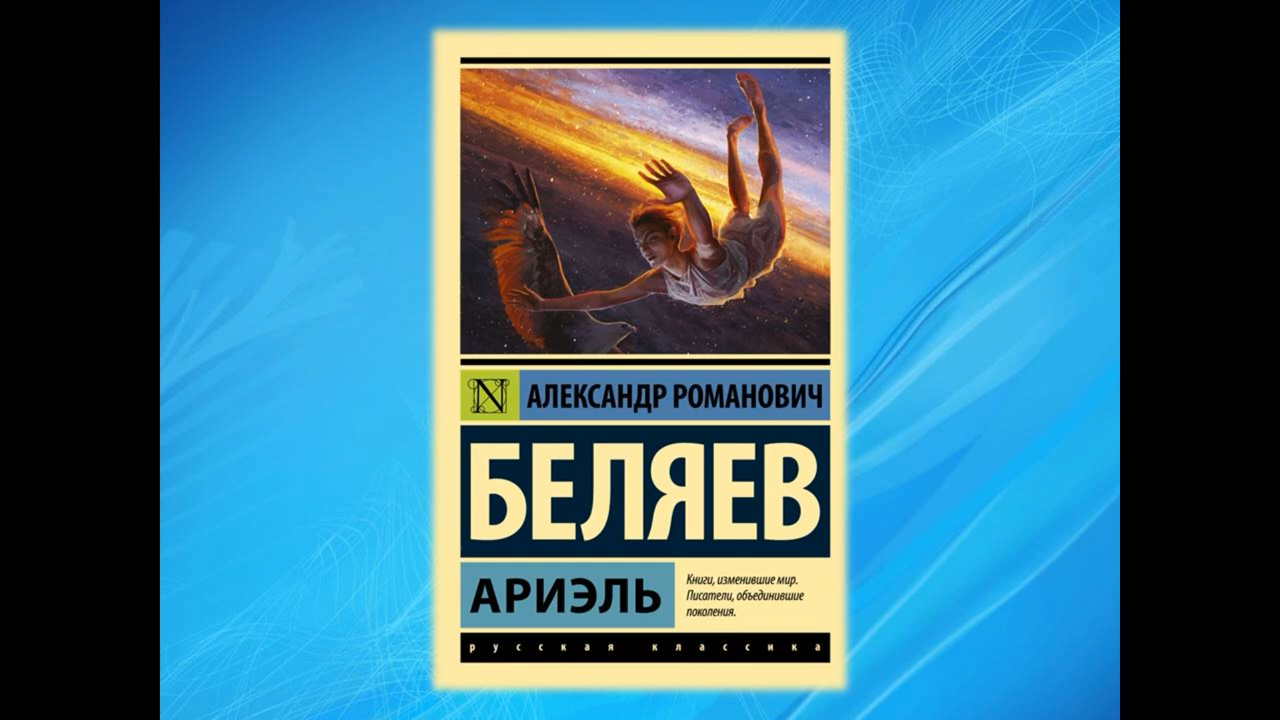 N АЛЕКСАНДР РОМАНОВИЧ
БЕЛЯЕВ
АРИЭЛЬ
Книги, изменившие мир.
Писатели, объединившие
поколения.
русская классика